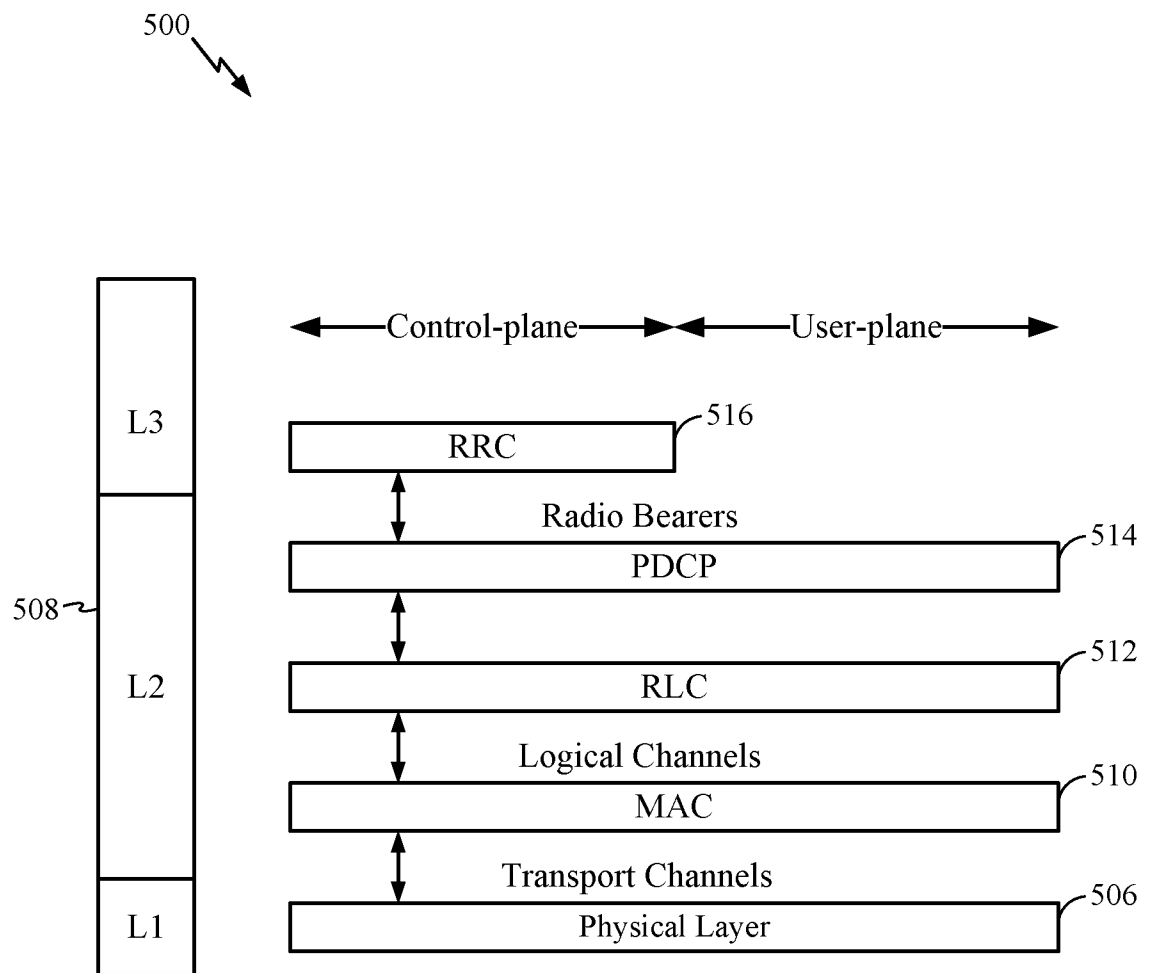 500
Control-plane
User-plane
L3
516
RRC
Radio Bearers
514
PDCP
508
512
L2
RLC
Logical Channels
510
MAC
Transport Channels
506
L1
Physical Layer